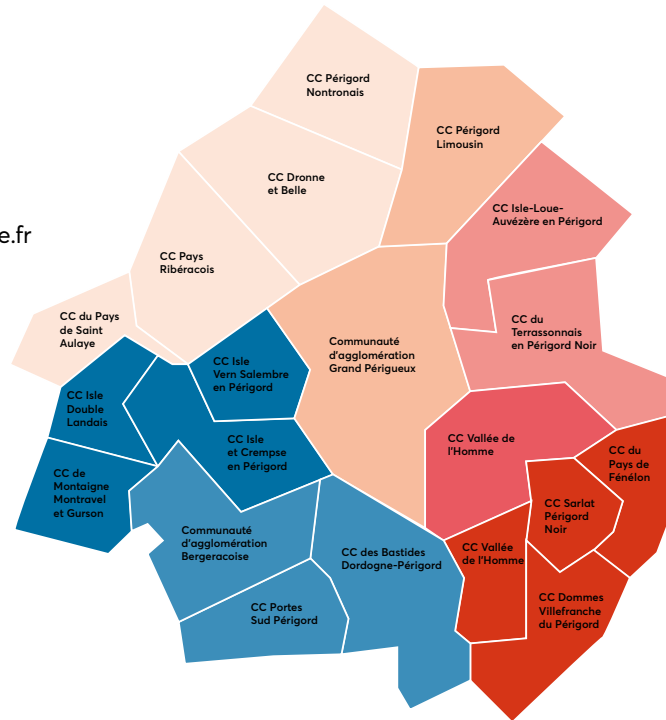 CC Périgord
Nontronais
CC Périgord
Limousin
CC Dronne
et Belle
CC Isle-Loue-
Auvézère en Périgord
e.fr
CC Pays
Ribéracois
CC du Pays
de Saint
Aulaye
CC du
Terrassonnais
en Périgord Noir
Communauté
d'agglomération
Grand Périgueux
CC Isle
Vern Salembre
en Périgord
CC Isle
Double
Landais
CC Isle
et Crempse
en Périgord
CC Vallée de
l'Homme
CC du
Pays de
Fénélon
CC de
Montaigne
Montravel
et Gurson
CC Sarlat
Périgord
Noir
Communauté
d'agglomération
Bergeracoise
CC des Bastides
Dordogne-Périgord
CC Vallée
de l'Homme
CC Portes
Sud Périgord
CC Dommes
Villefranche
du Périgord